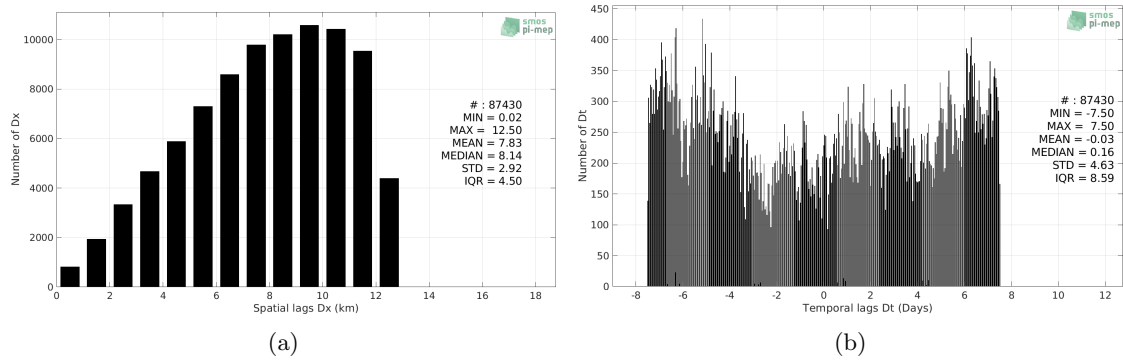 smos
pi-mep
Number of Dx
10000
8000
6000
4000
2000
0
# : 87430
MIN = 0.02
MAX = 12.50
MEAN = 7.83
MEDIAN = 8.14
STD = 2.92
IQR = 4.50
0 2 4 6 8 10 12 14 16 18
Spatial lags Dx (km)
(a)
smos
pi-mep
Number of Dt
450
400
350
300
250
200
150
100
50
0
# : 87430
MIN = -7.50
MAX = 7.50
MEAN = -0.03
MEDIAN = 0.16
STD = 4.63
IQR = 8.59
-8 -6 -4 -2 0 2 4 6 8 10 12
Temporal lags Dt (Days)
(b)